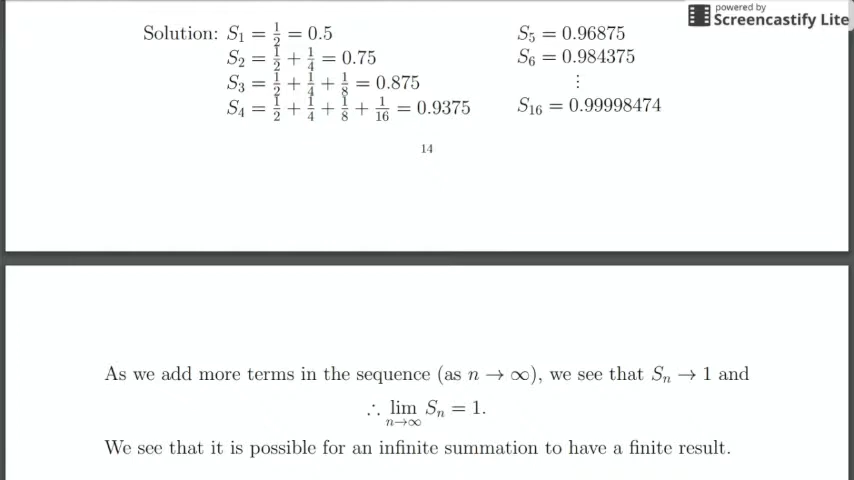 powered by
Screencastify Lite
Solution: S₁ = 1/2 = 0.5
S₂ = 1/2 + 1/4 = 0.75
S₃ = 1/2 + 1/4 + 1/8 = 0.875
S₄ = 1/2 + 1/4 + 1/8 + 1/16 = 0.9375
S₅ = 0.96875
S₆ = 0.984375
⋮
S₁₆ = 0.99998474
14
As we add more terms in the sequence (as n → ∞), we see that Sₙ → 1 and
∴ lim n→∞ Sₙ = 1.
We see that it is possible for an infinite summation to have a finite result.